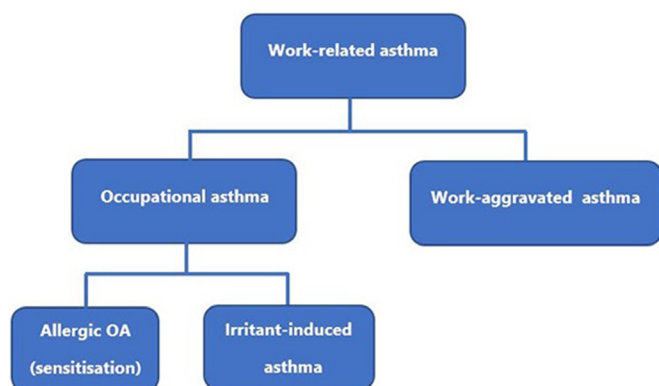 Work-related asthma
Occupational asthma
Work-aggravated asthma
Allergic OA
(sensitisation)
Irritant-induced
asthma